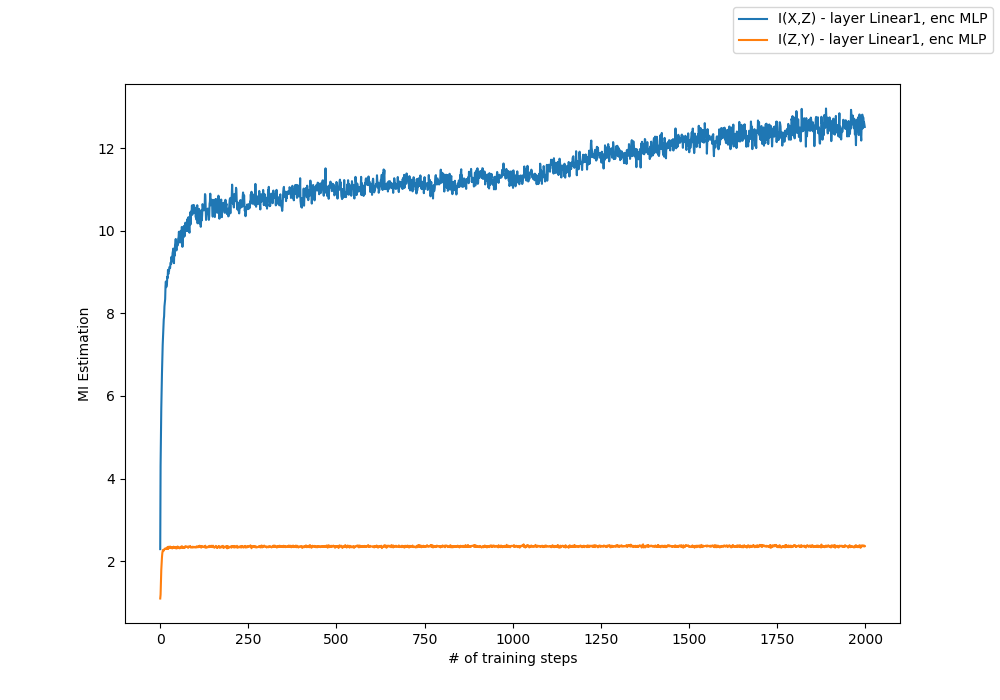 I(X,Z) - layer Linear1, enc MLP
I(Z,Y) - layer Linear1, enc MLP
12
10
8
6
4
2
MI Estimation
0 250 500 750 1000 1250 1500 1750 2000
# of training steps